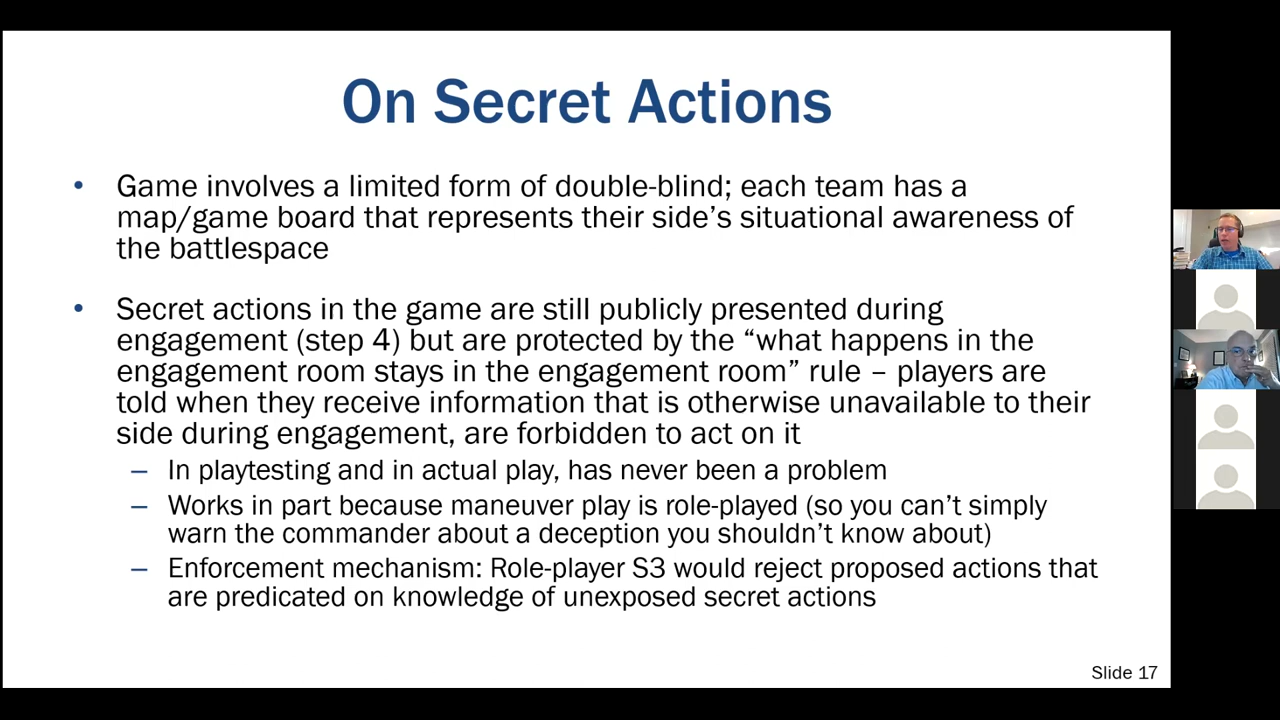 On Secret Actions
• Game involves a limited form of double-blind; each team has a
map/game board that represents their side’s situational awareness of
the battlespace
• Secret actions in the game are still publicly presented during
engagement (step 4) but are protected by the “what happens in the
engagement room stays in the engagement room” rule – players are
told when they receive information that is otherwise unavailable to their
side during engagement, are forbidden to act on it
– In playtesting and in actual play, has never been a problem
– Works in part because maneuver play is role-played (so you can’t simply
warn the commander about a deception you shouldn’t know about)
– Enforcement mechanism: Role-player S3 would reject proposed actions that
are predicated on knowledge of unexposed secret actions
Slide 17